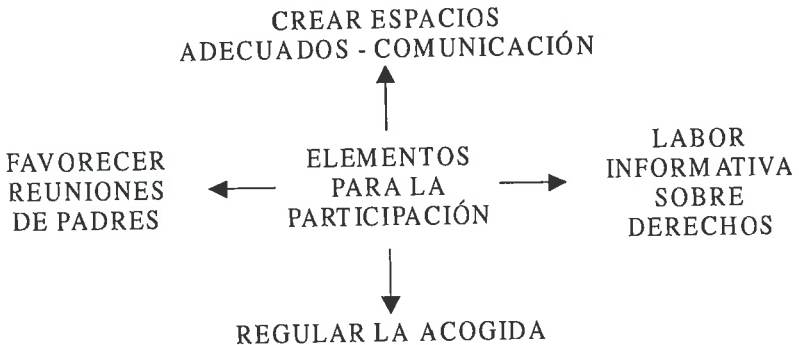 CREAR ESPACIOS
ADECUADOS - COMUNICACIÓN
FAVORECER
REUNIONES
DE PADRES
ELEMENTOS
PARA LA
PARTICIPACIÓN
LABOR
INFORMATIVA
SOBRE
DERECHOS
REGULAR LA ACOGIDA